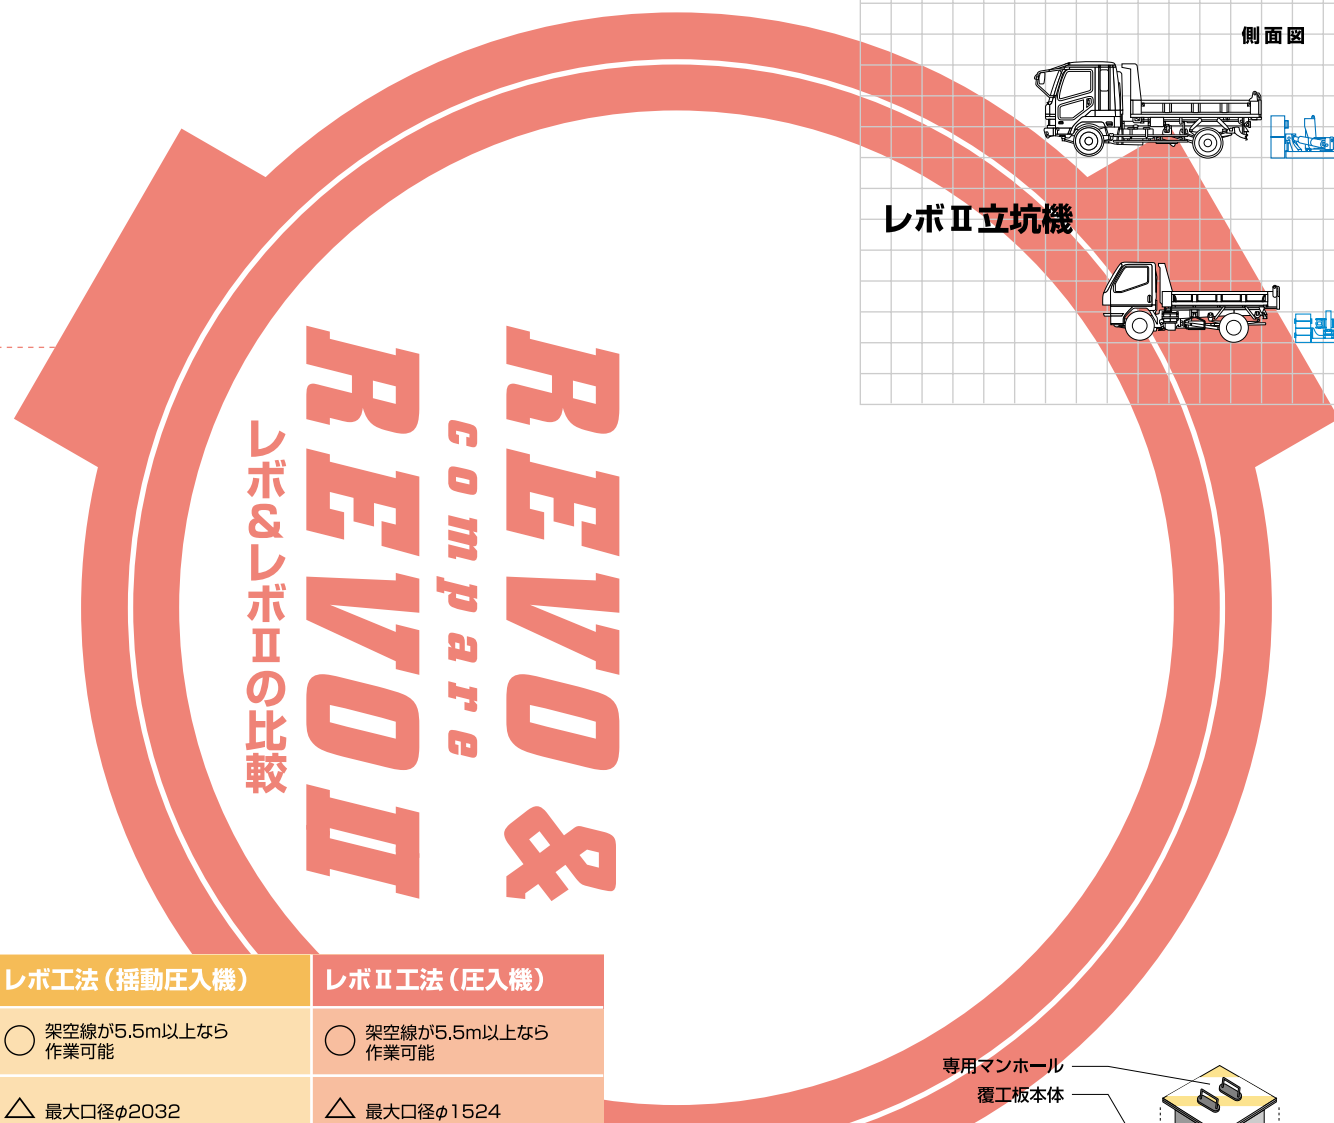 側面図
レボⅡ立坑機
REVO &
compare
REVOⅡ
レボ&レボⅡの比較
レボ工法（揺動圧入機）
レボⅡ工法（圧入機）
○ 架空線が5.5m以上なら
作業可能
○ 架空線が5.5m以上なら
作業可能
△ 最大口径φ2032
△ 最大口径φ1524
専用マンホール
覆工板本体